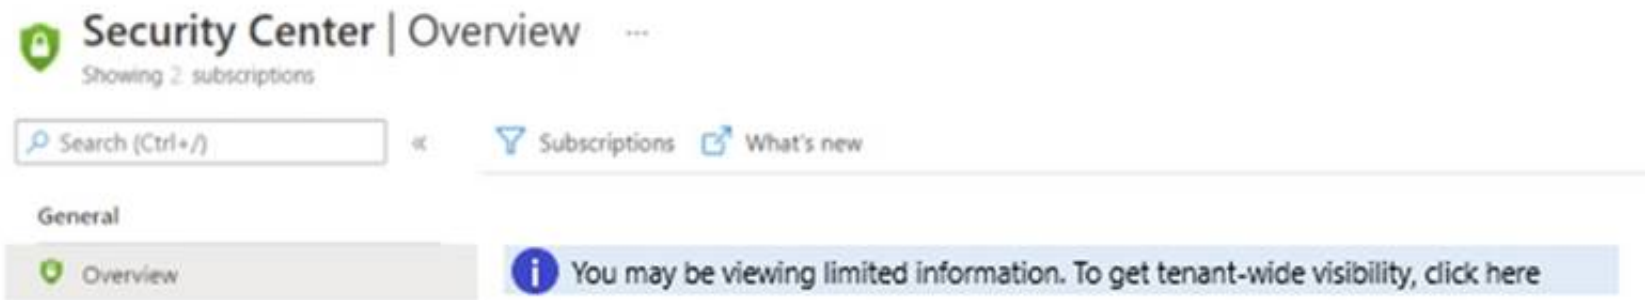 Security Center | Overview ...
Showing 2 subscriptions
Search (Ctrl+/) «
Subscriptions What's new
General
Overview
i You may be viewing limited information. To get tenant-wide visibility, click here